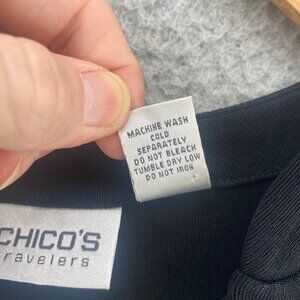 MACHINE WASH
COLD
SEPARATELY
DO NOT BLEACH
TUMBLE DRY LOW
DO NOT IRON
CHICO'S
ravelers